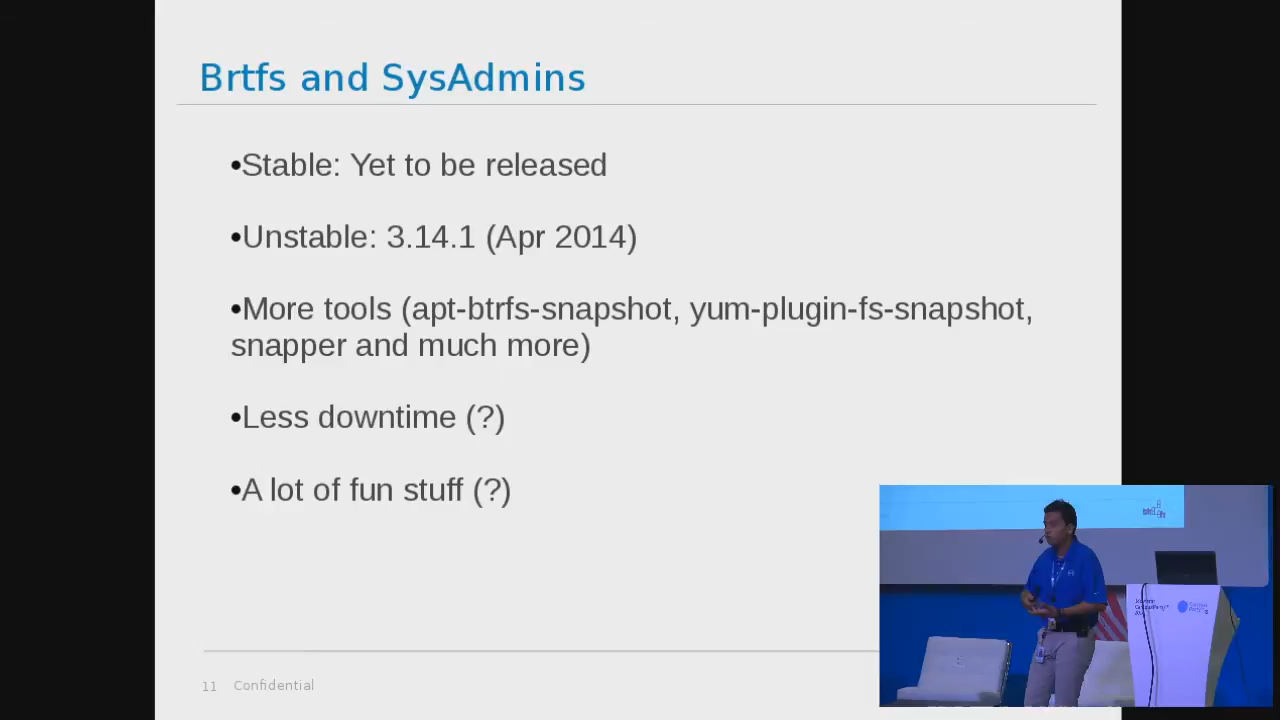 Brtfs and SysAdmins
•Stable: Yet to be released
•Unstable: 3.14.1 (Apr 2014)
•More tools (apt-btrfs-snapshot, yum-plugin-fs-snapshot,
snapper and much more)
•Less downtime (?)
•A lot of fun stuff (?)
11 Confidential